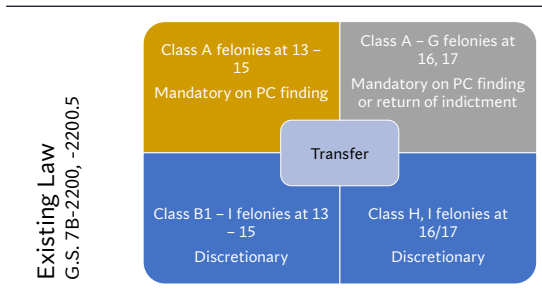 Existing Law
G.S. 7B-2200, -2200.5
Class A felonies at 13 –
15
Mandatory on PC finding
Class A – G felonies at
16, 17
Mandatory on PC finding
or return of indictment
Transfer
Class B1 – I felonies at 13
– 15
Discretionary
Class H, I felonies at
16/17
Discretionary